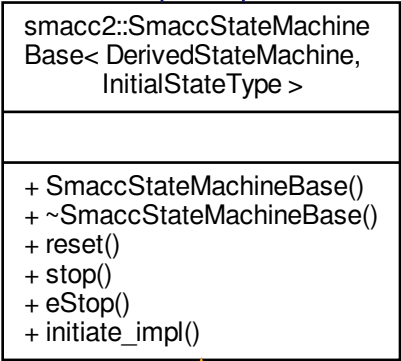 smacc2::SmaccStateMachine
Base< DerivedStateMachine,
InitialStateType >
+ SmaccStateMachineBase()
+ ~SmaccStateMachineBase()
+ reset()
+ stop()
+ eStop()
+ initiate_impl()